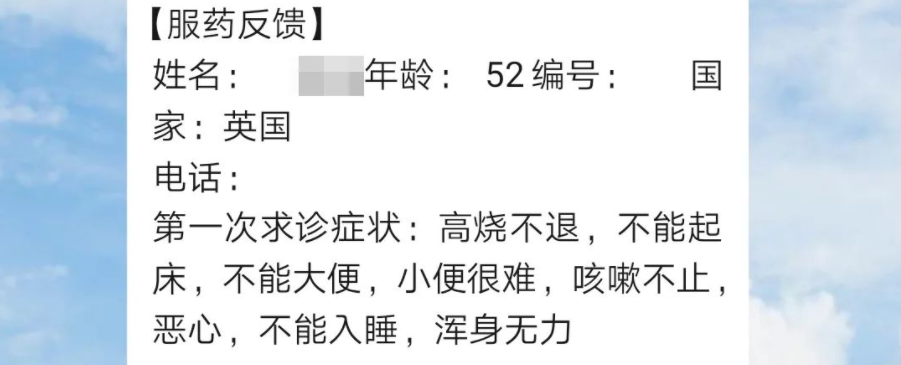 【服药反馈】
姓名： 年龄： 52编号： 国
家：英国
电话：
第一次求诊症状：高烧不退，不能起
床，不能大便，小便很难，咳嗽不止，
恶心，不能入睡，浑身无力